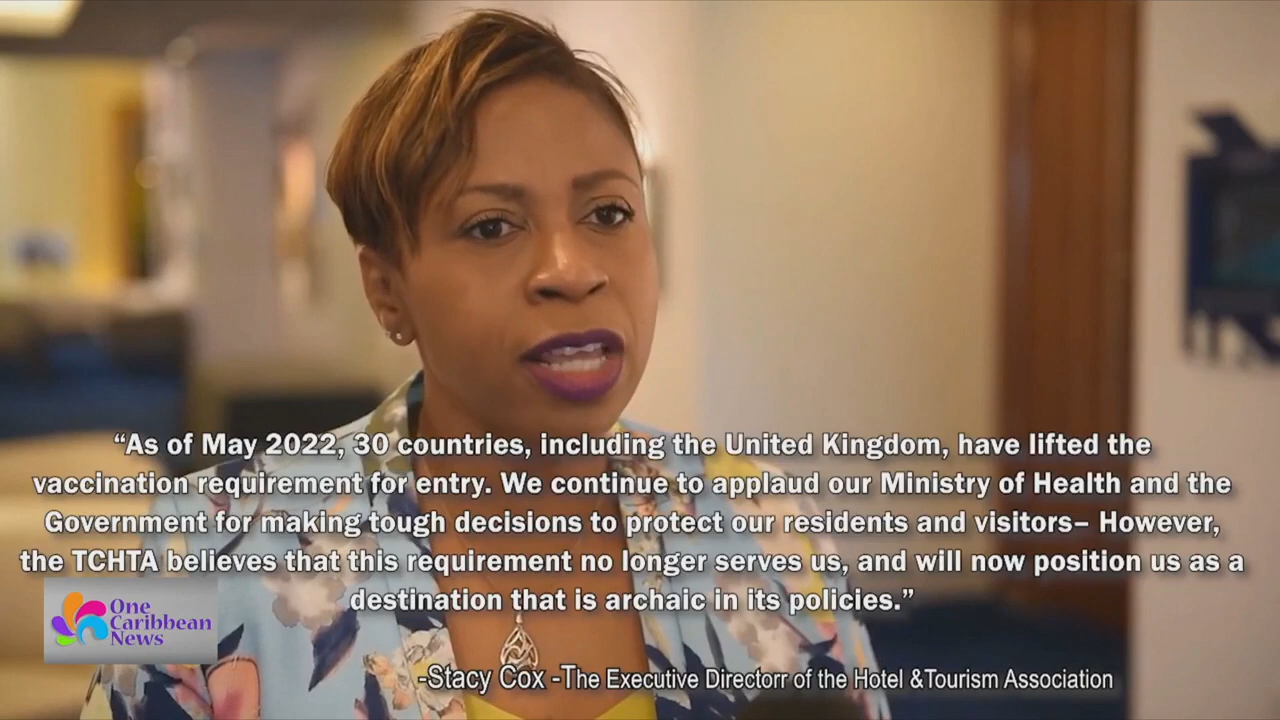 “As of May 2022, 30 countries, including the United Kingdom, have lifted the
vaccination requirement for entry. We continue to applaud our Ministry of Health and the
Government for making tough decisions to protect our residents and visitors– However,
the TCHTA believes that this requirement no longer serves us, and will now position us as a
destination that is archaic in its policies.”
One
Caribbean
News
-Stacy Cox -The Executive Directorr of the Hotel &Tourism Association